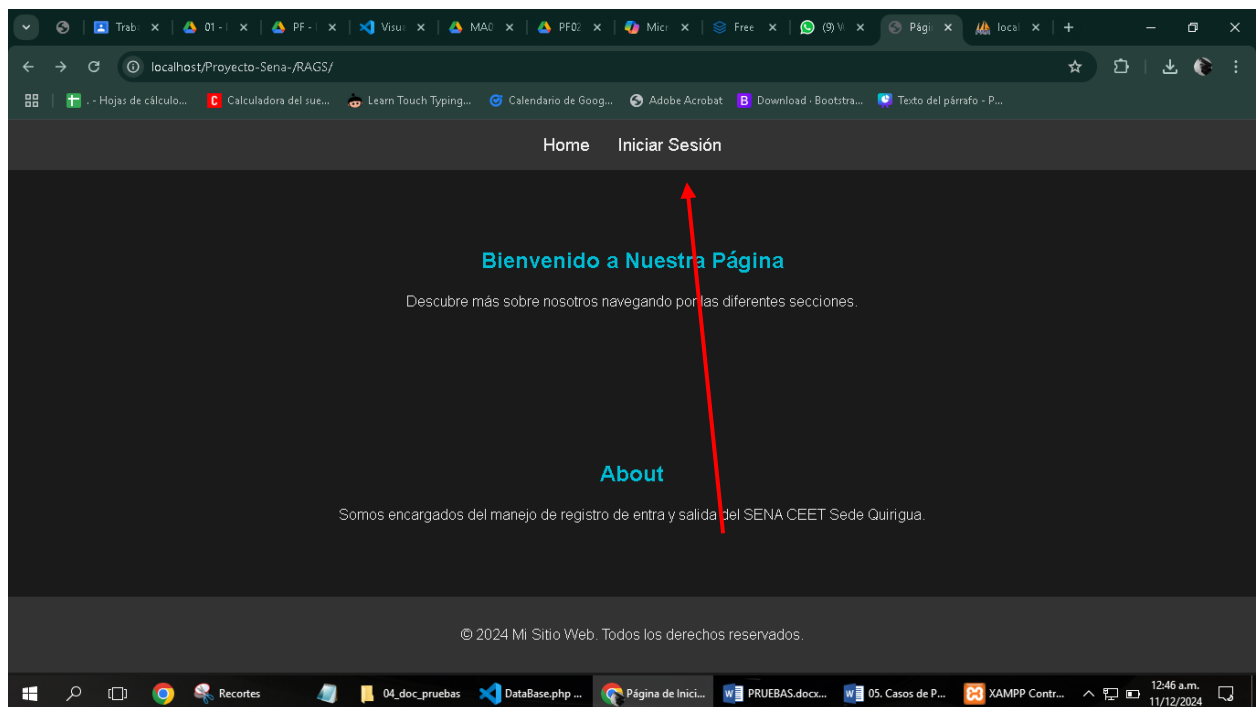 Trab
01 -
PF -
Visu
MA0
PF02
Micr
Free
(9) W
Pági
local
localhost/Proyecto-Sena-/RAGS/
. - Hojas de cálculo...
Calculadora del sue...
Learn Touch Typing...
Calendario de Goog...
Adobe Acrobat
Download · Bootstra...
Texto del párrafo - P...
Home Iniciar Sesión
Bienvenido a Nuestra Página
Descubre más sobre nosotros navegando por las diferentes secciones.
About
Somos encargados del manejo de registro de entra y salida del SENA CEET Sede Quirigua.
© 2024 Mi Sitio Web. Todos los derechos reservados.
Recortes
04_doc_pruebas
DataBase.php ...
Página de Inici...
PRUEBAS.docx...
05. Casos de P...
XAMPP Contr...
12:46 a.m.
11/12/2024